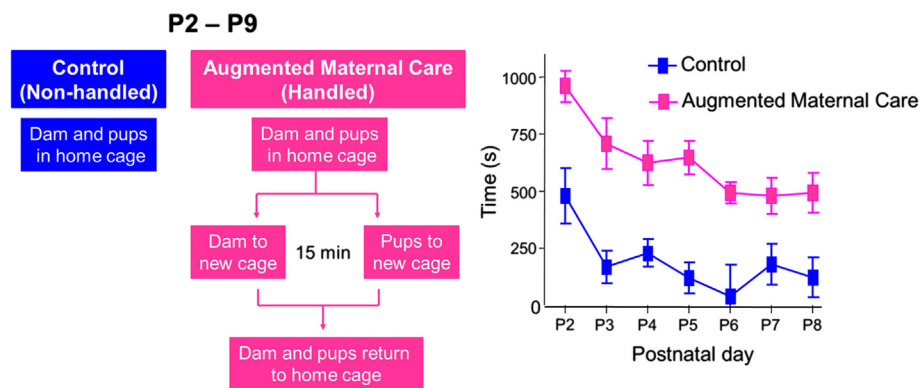 P2 – P9
Control
(Non-handled)
Dam and pups
in home cage
Augmented Maternal Care
(Handled)
Dam and pups
in home cage
Dam to
new cage
15 min
Pups to
new cage
Dam and pups return
to home cage
Control
Augmented Maternal Care
Time (s)
1000
750
500
250
0
P2 P3 P4 P5 P6 P7 P8
Postnatal day